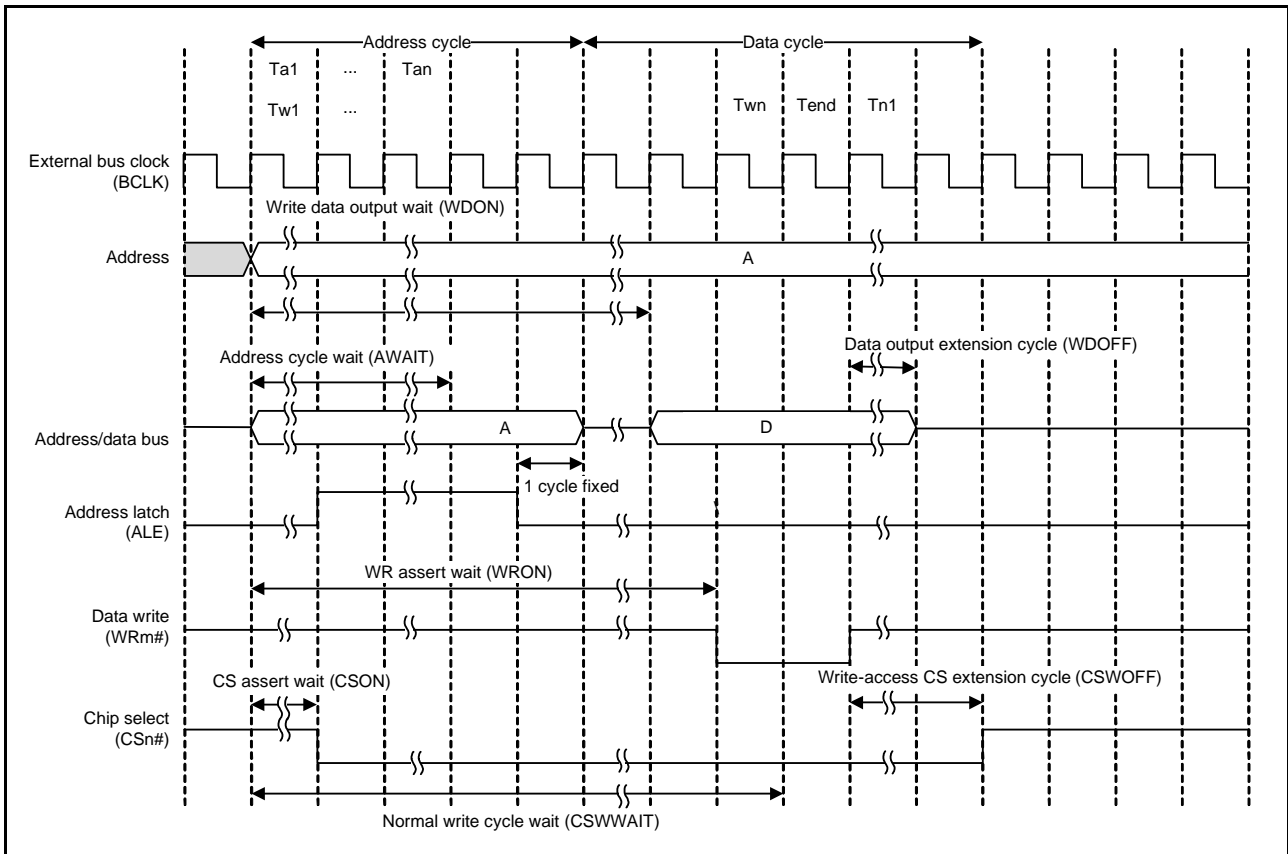 Address cycle
Data cycle
Ta1
...
Tan
Tw1
...
Twn
Tend
Tn1
External bus clock
(BCLK)
Write data output wait (WDON)
Address
A
Data output extension cycle (WDOFF)
Address cycle wait (AWAIT)
Address/data bus
A
D
1 cycle fixed
Address latch
(ALE)
WR assert wait (WRON)
Data write
(WRm#)
CS assert wait (CSON)
Write-access CS extension cycle (CSWOFF)
Chip select
(CSn#)
Normal write cycle wait (CSWWAIT)